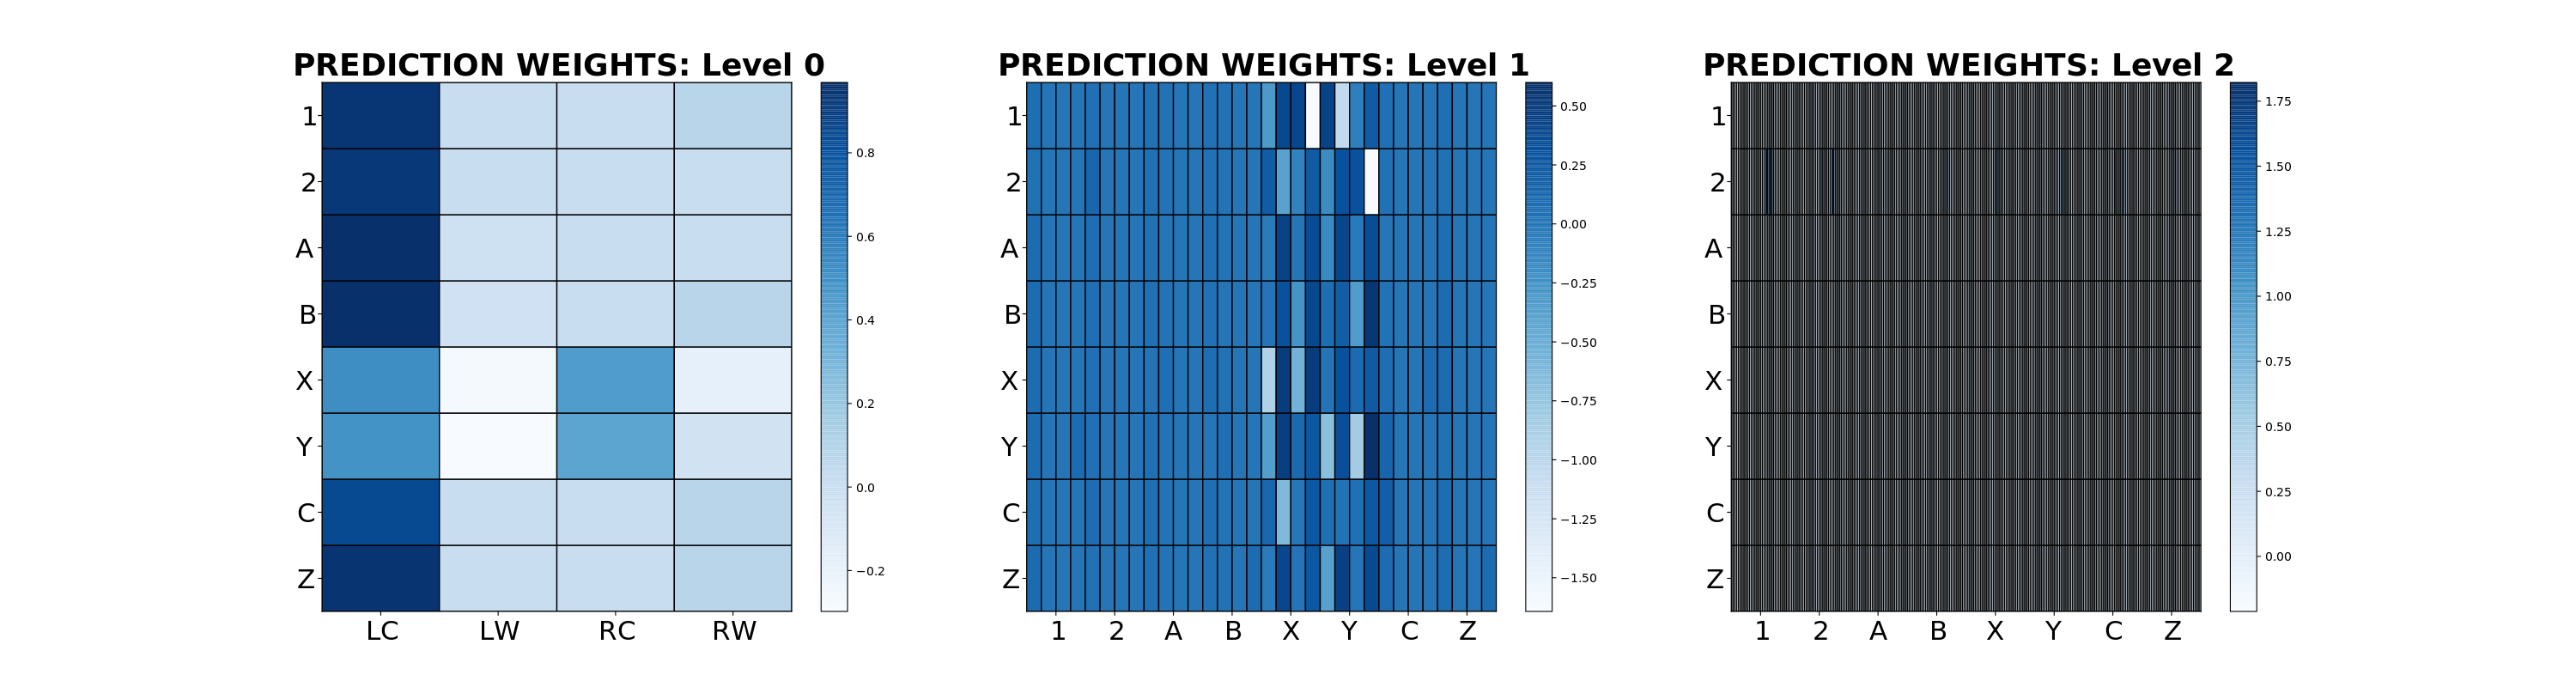 PREDICTION WEIGHTS: Level 0
1
2
A
B
X
Y
C
Z
LC LW RC RW
0.8
0.6
0.4
0.2
0.0
−0.2
PREDICTION WEIGHTS: Level 1
1
2
A
B
X
Y
C
Z
1 2 A B X Y C Z
0.50
0.25
0.00
−0.25
−0.50
−0.75
−1.00
−1.25
−1.50
PREDICTION WEIGHTS: Level 2
1
2
A
B
X
Y
C
Z
1 2 A B X Y C Z
1.75
1.50
1.25
1.00
0.75
0.50
0.25
0.00